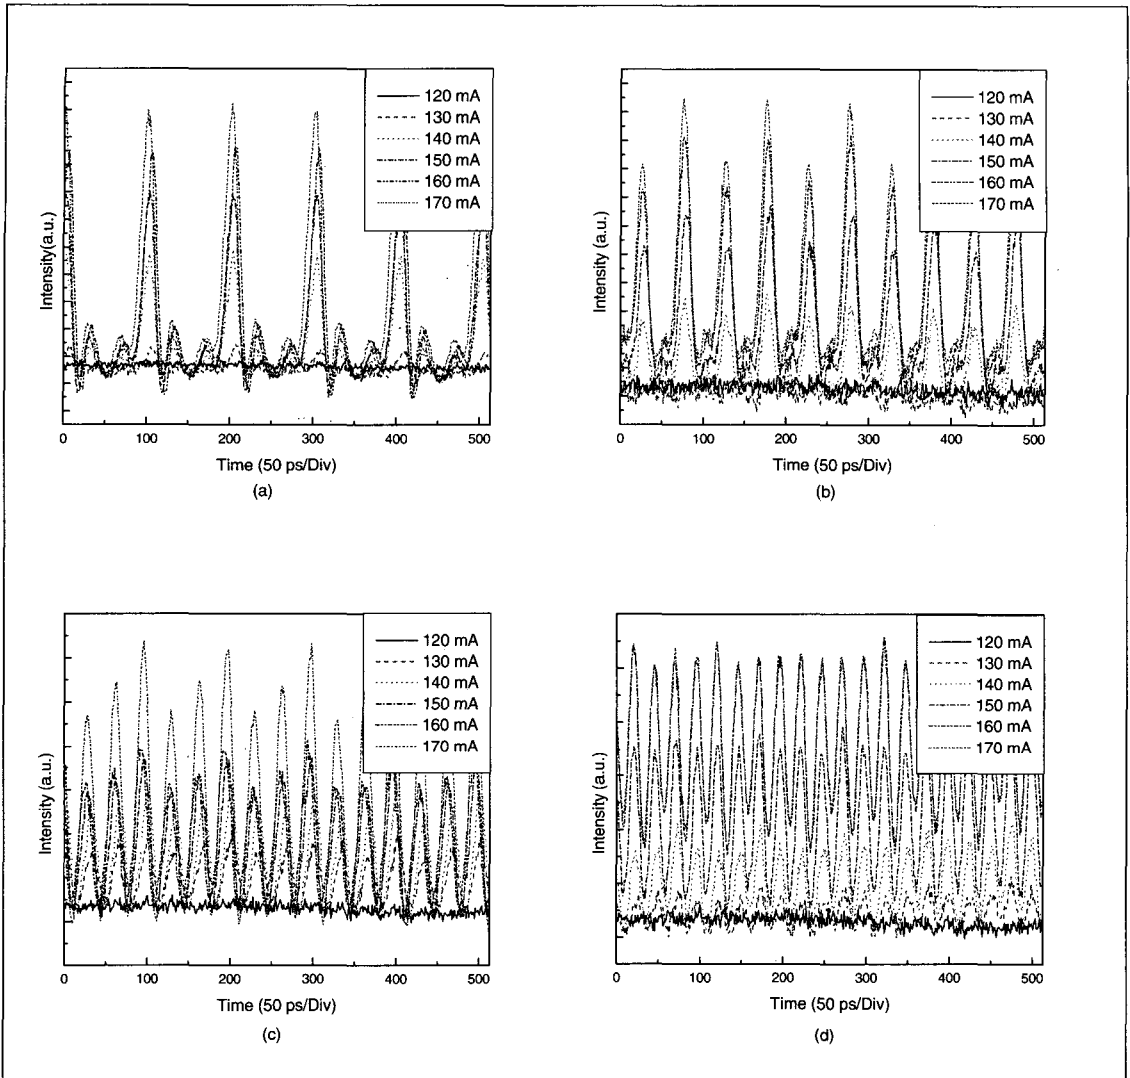 120 mA
130 mA
140 mA
150 mA
160 mA
170 mA
Intensity(a.u.)
0 100 200 300 400 500
Time (50 ps/Div)
(a)
120 mA
130 mA
140 mA
150 mA
160 mA
170 mA
Intensity (a.u.)
0 100 200 300 400 500
Time (50 ps/Div)
(b)
120 mA
130 mA
140 mA
150 mA
160 mA
170 mA
Intensity (a.u.)
0 100 200 300 400 500
Time (50 ps/Div)
(c)
120 mA
130 mA
140 mA
150 mA
160 mA
170 mA
Intensity (a.u.)
0 100 200 300 400 500
Time (50 ps/Div)
(d)